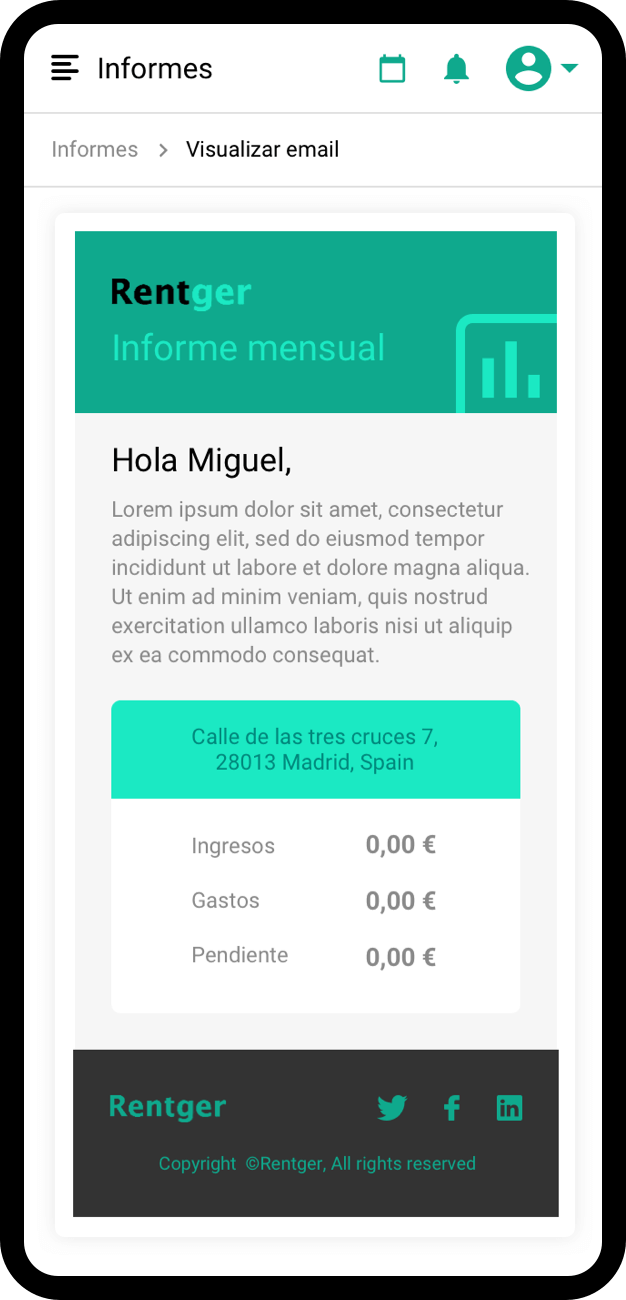 Informes
Informes > Visualizar email
Rentger
Informe mensual
Hola Miguel,
Lorem ipsum dolor sit amet, consectetur
adipiscing elit, sed do eiusmod tempor
incididunt ut labore et dolore magna aliqua.
Ut enim ad minim veniam, quis nostrud
exercitation ullamco laboris nisi ut aliquip
ex ea commodo consequat.
Calle de las tres cruces 7,
28013 Madrid, Spain
Ingresos 0,00 €
Gastos 0,00 €
Pendiente 0,00 €
Rentger
Copyright ©Rentger, All rights reserved